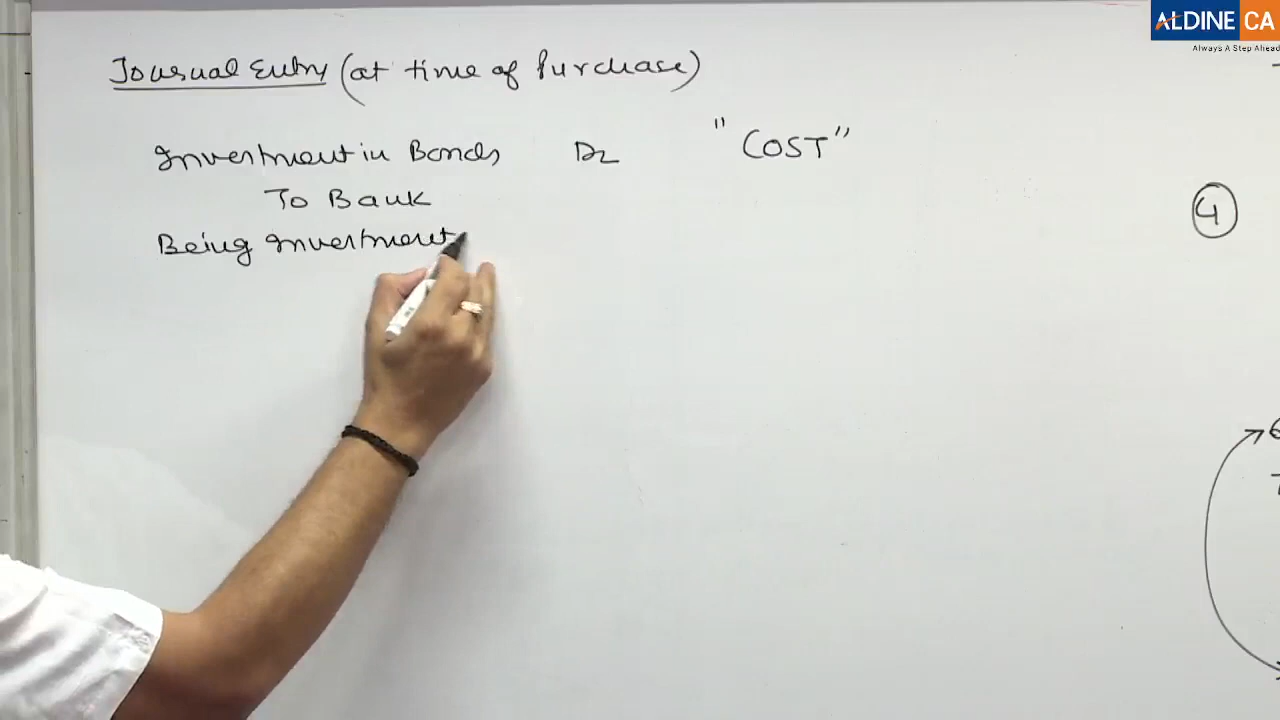 ALDINE CA
Always A Step Ahead
Journal Entry (at time of Purchase)
Investment in Bonds Dr "COST"
To Bank
Being Investment
4